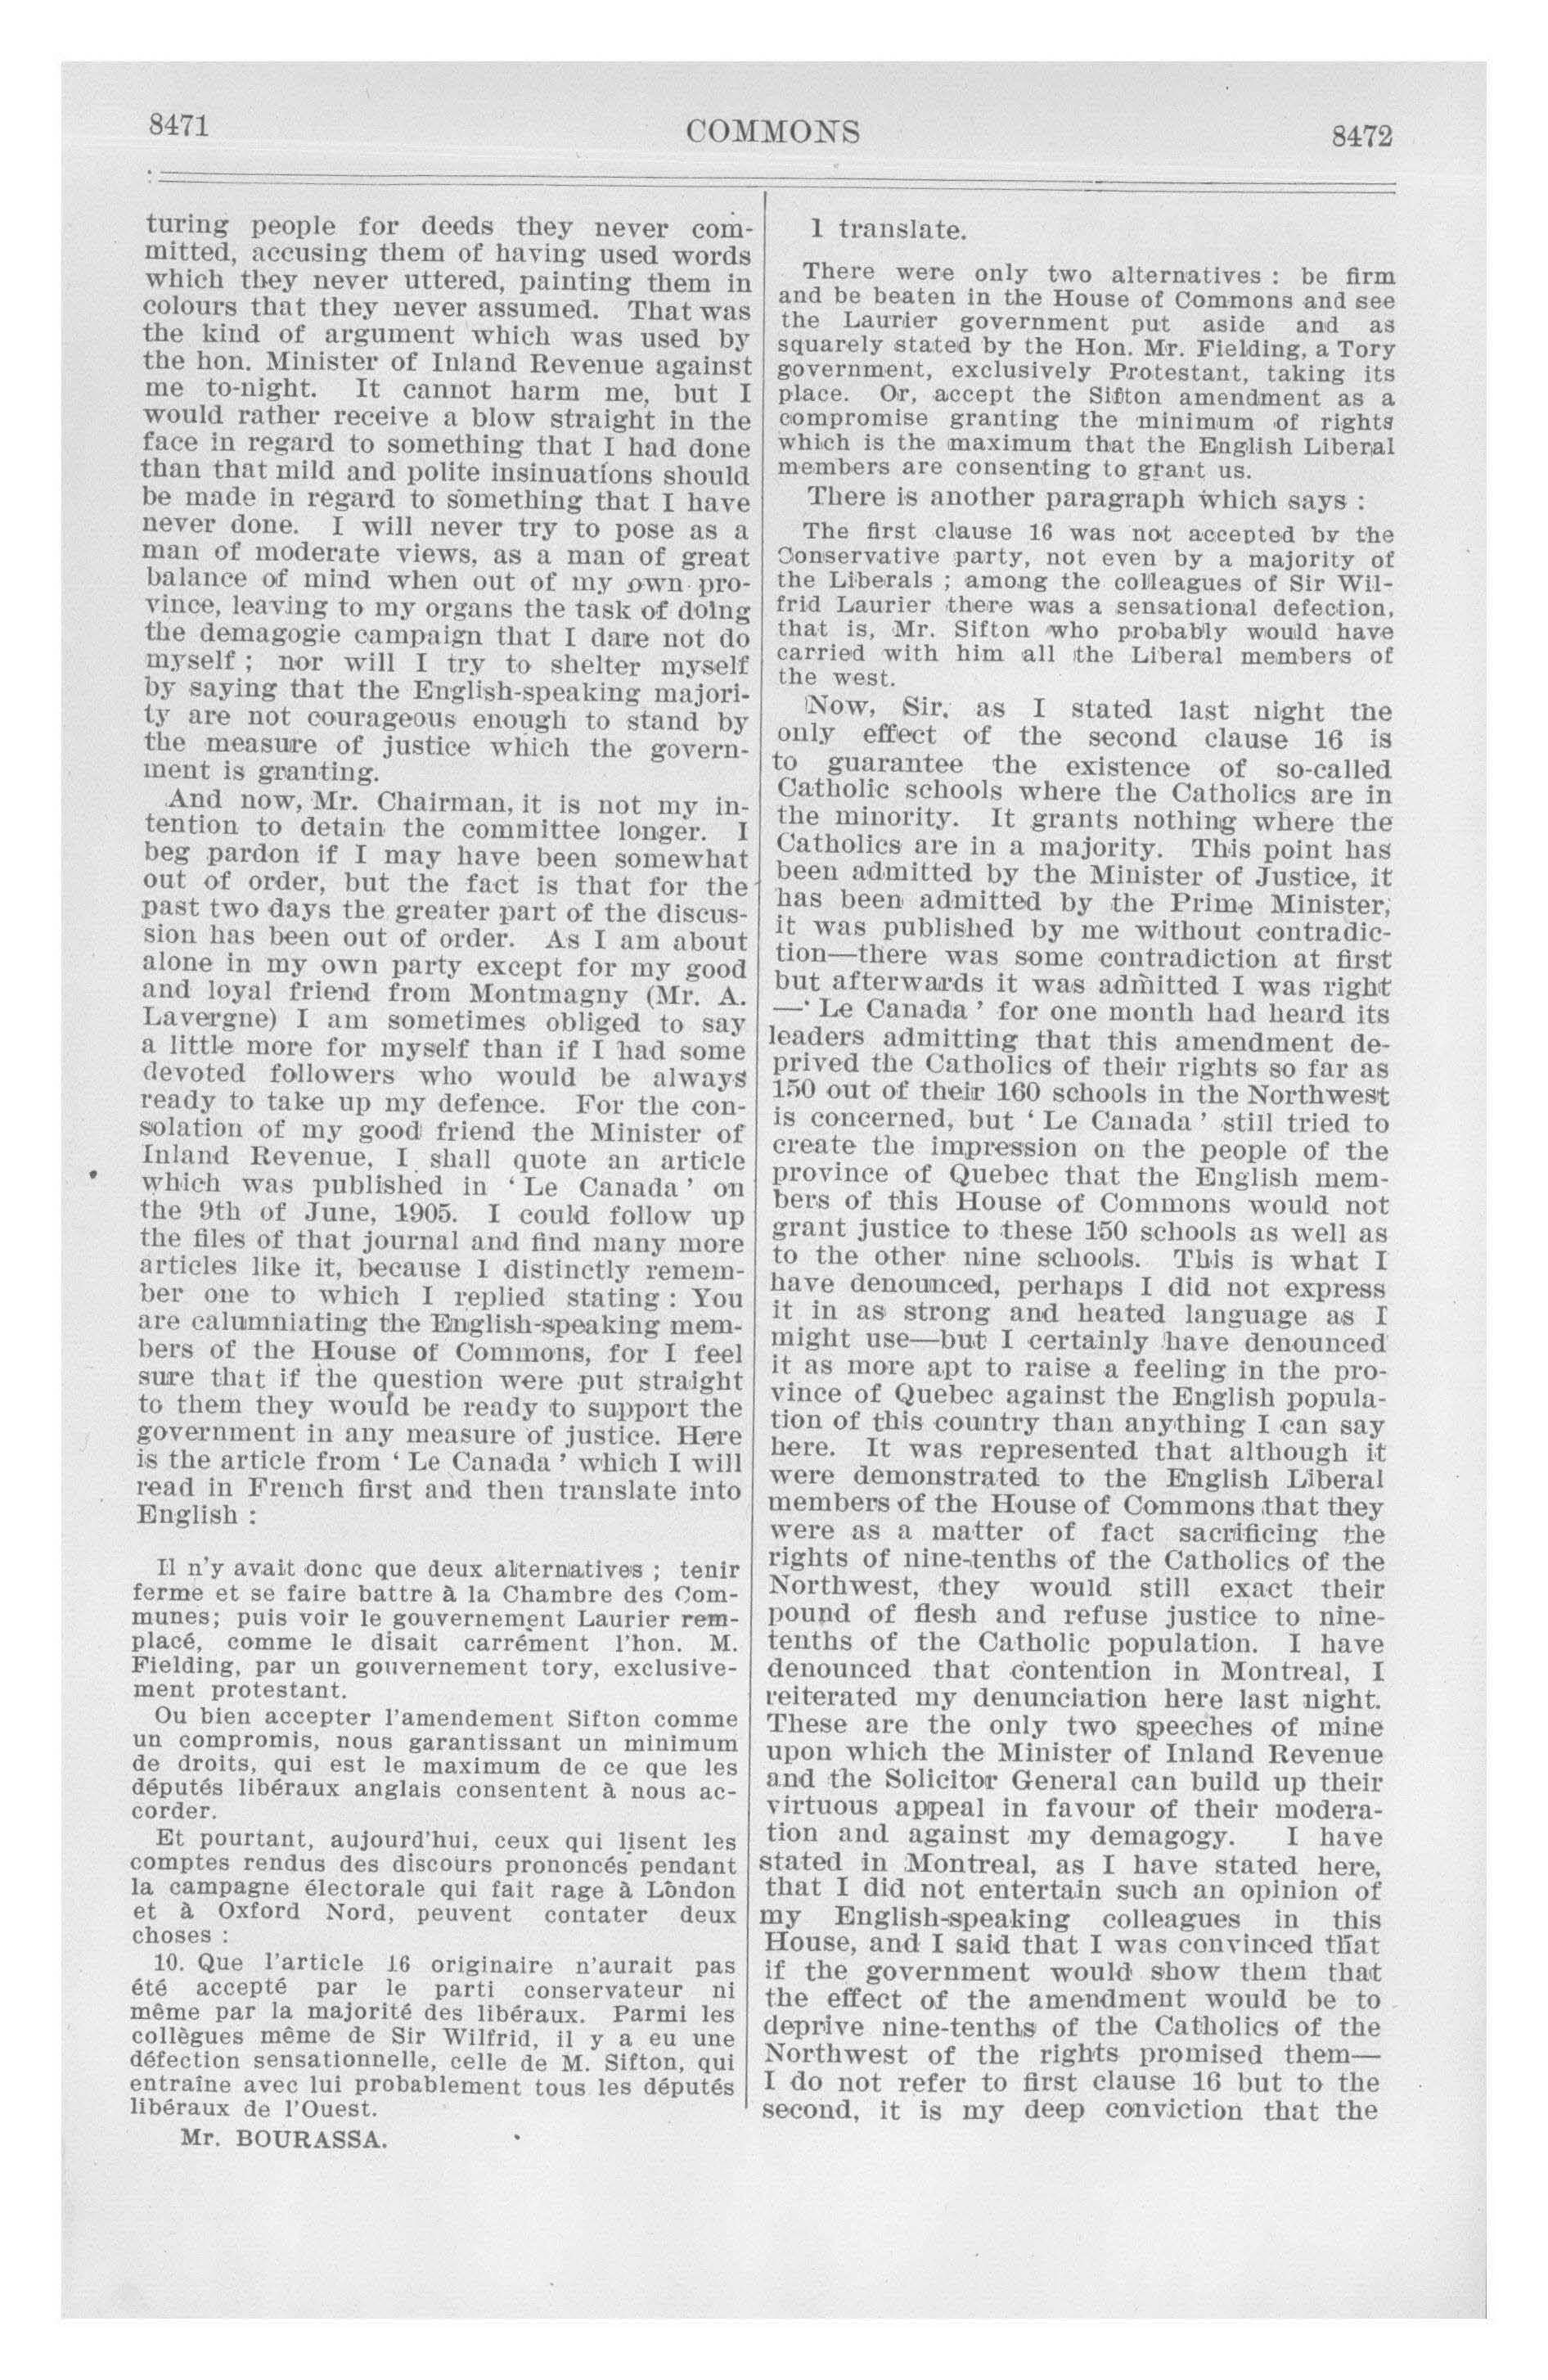 8471
COMMONS
8472
turing people for deeds they never com-
mitted, accusing them of having used words
which they never uttered, painting them in
colours that they never assumed. That was
the kind of argument which was used by
the hon. Minister of Inland Revenue against
me to-night. It cannot harm me, but I
would rather receive a blow straight in the
face in regard to something that I had done
than that mild and polite insinuations should
be made in regard to something that I have
never done. I will never try to pose as a
man of moderate views, as a man of great
balance of mind when out of my own pro-
vince, leaving to my organs the task of doing
the demagogie campaign that I dare not do
myself ; nor will I try to shelter myself
by saying that the English-speaking majori-
ty are not courageous enough to stand by
the measure of justice which the govern-
ment is granting.
And now, Mr. Chairman, it is not my in-
tention to detain the committee longer. I
beg pardon if I may have been somewhat
out of order, but the fact is that for the
past two days the greater part of the discus-
sion has been out of order. As I am about
alone in my own party except for my good
and loyal friend from Montmagny (Mr. A.
Lavergne) I am sometimes obliged to say
a little more for myself than if I had some
devoted followers who would be always
ready to take up my defence. For the con-
solation of my good friend the Minister of
Inland Revenue, I shall quote an article
which was published in ‘ Le Canada ’ on
the 9th of June, 1905. I could follow up
the files of that journal and find many more
articles like it, because I distinctly remem-
ber one to which I replied stating : You
are calumniating the English-speaking mem-
bers of the House of Commons, for I feel
sure that if the question were put straight
to them they would be ready to support the
government in any measure of justice. Here
is the article from ‘ Le Canada ’ which I will
read in French first and then translate into
English :
Il n'y avait donc que deux alternatives ; tenir
ferme et se faire battre à la Chambre des Com-
munes; puis voir le gouvernement Laurier rem-
placé, comme le disait carrément l'hon. M.
Fielding, par un gouvernement tory, exclusive-
ment protestant.
Ou bien accepter l'amendement Sifton comme
un compromis, nous garantissant un minimum
de droits, qui est le maximum de ce que les
députés libéraux anglais consentent à nous ac-
corder.
Et pourtant, aujourd'hui, ceux qui lisent les
comptes rendus des discours prononcés pendant
la campagne électorale qui fait rage à London
et à Oxford Nord, peuvent contater deux
choses :
10. Que l'article 16 originaire n'aurait pas
été accepté par le parti conservateur ni
même par la majorité des libéraux. Parmi les
collègues même de Sir Wilfrid, il y a eu une
défection sensationnelle, celle de M. Sifton, qui
entraîne avec lui probablement tous les députés
libéraux de l'Ouest.
Mr. BOURASSA.
I translate.
There were only two alternatives : be firm
and be beaten in the House of Commons and see
the Laurier government put aside and as
squarely stated by the Hon. Mr. Fielding, a Tory
government, exclusively Protestant, taking its
place. Or, accept the Sifton amendment as a
compromise granting the minimum of rights
which is the maximum that the English Liberal
members are consenting to grant us.
There is another paragraph which says :
The first clause 16 was not accepted by the
Conservative party, not even by a majority of
the Liberals ; among the colleagues of Sir Wil-
frid Laurier there was a sensational defection,
that is, Mr. Sifton who probably would have
carried with him all the Liberal members of
the west.
Now, Sir, as I stated last night the
only effect of the second clause 16 is
to guarantee the existence of so-called
Catholic schools where the Catholics are in
the minority. It grants nothing where the
Catholics are in a majority. This point has
been admitted by the Minister of Justice, it
has been admitted by the Prime Minister,
it was published by me without contradic-
tion—there was some contradiction at first
but afterwards it was admitted I was right
—‘ Le Canada ’ for one month had heard its
leaders admitting that this amendment de-
prived the Catholics of their rights so far as
150 out of their 160 schools in the Northwest
is concerned, but ‘ Le Canada ’ still tried to
create the impression on the people of the
province of Quebec that the English mem-
bers of this House of Commons would not
grant justice to these 150 schools as well as
to the other nine schools. This is what I
have denounced, perhaps I did not express
it in as strong and heated language as I
might use—but I certainly have denounced
it as more apt to raise a feeling in the pro-
vince of Quebec against the English popula-
tion of this country than anything I can say
here. It was represented that although it
were demonstrated to the English Liberal
members of the House of Commons that they
were as a matter of fact sacrificing the
rights of nine-tenths of the Catholics of the
Northwest, they would still exact their
pound of flesh and refuse justice to nine-
tenths of the Catholic population. I have
denounced that contention in Montreal, I
reiterated my denunciation here last night.
These are the only two speeches of mine
upon which the Minister of Inland Revenue
and the Solicitor General can build up their
virtuous appeal in favour of their modera-
tion and against my demagogy. I have
stated in Montreal, as I have stated here,
that I did not entertain such an opinion of
my English-speaking colleagues in this
House, and I said that I was convinced that
if the government would show them that
the effect of the amendment would be to
deprive nine-tenths of the Catholics of the
Northwest of the rights promised them—
I do not refer to first clause 16 but to the
second, it is my deep conviction that the